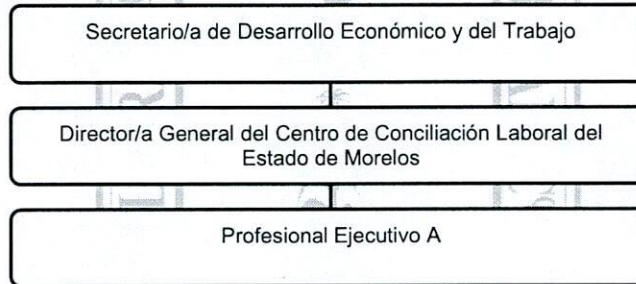 Secretario/a de Desarrollo Económico y del Trabajo
Director/a General del Centro de Conciliación Laboral del
Estado de Morelos
Profesional Ejecutivo A